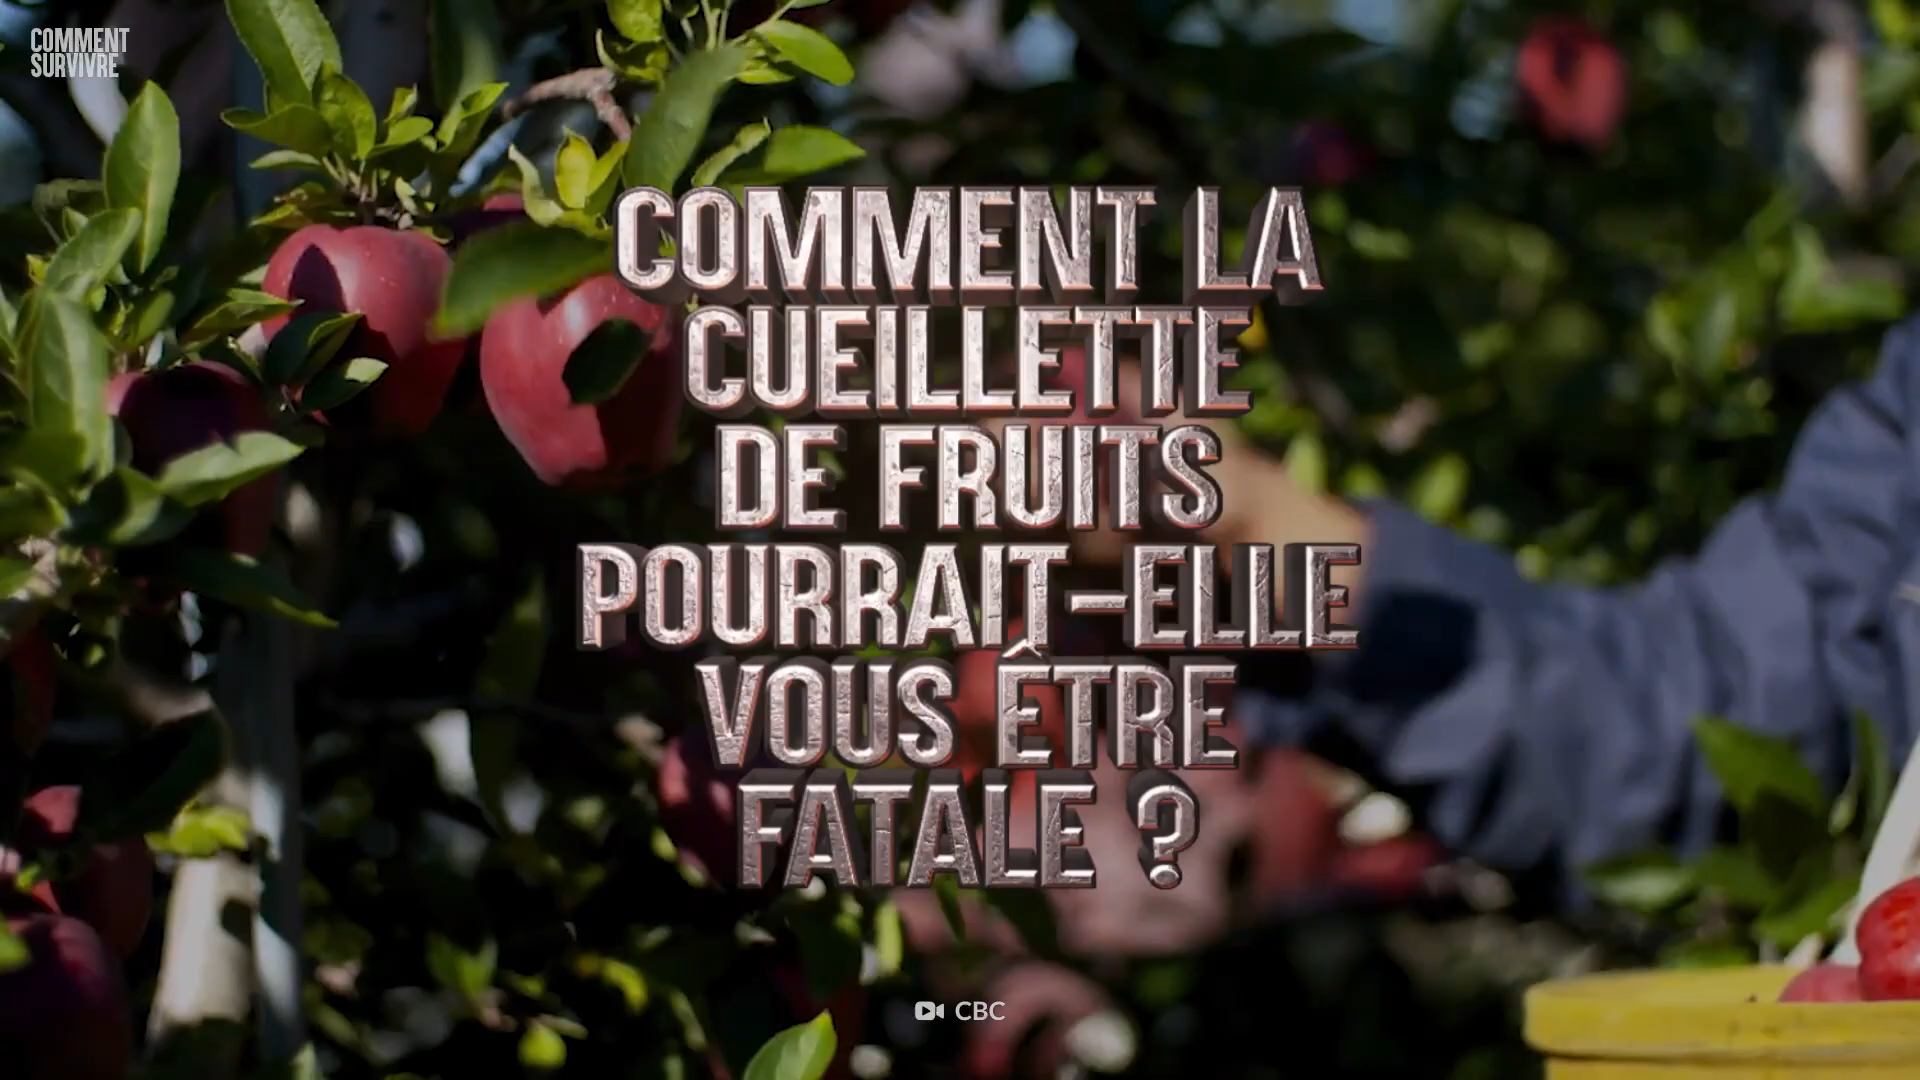 COMMENT
SURVIVRE
COMMENT LA
CUEILLETTE
DE FRUITS
POURRAIT-ELLE
VOUS ÊTRE
FATALE ?
CBC